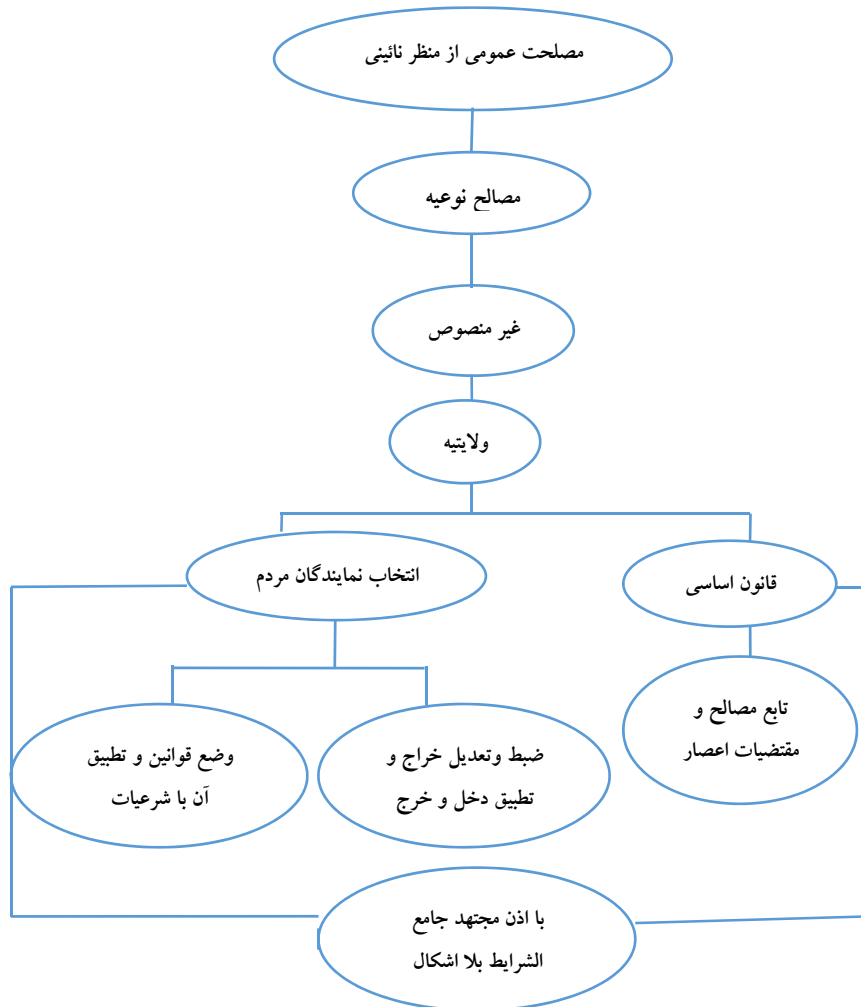 مصلحت عمومی از منظر نائینی
مصالح نوعیه
غیر منصوص
ولایتیه
قانون اساسی
انتخاب نمایندگان مردم
تابع مصالح و
مقتضیات اعصار
ضبط وتعدیل خراج و
تطبیق دخل و خرج
وضع قوانین و تطبیق
آن با شرعیات
با اذن مجتهد جامع
الشرایط بلا اشکال